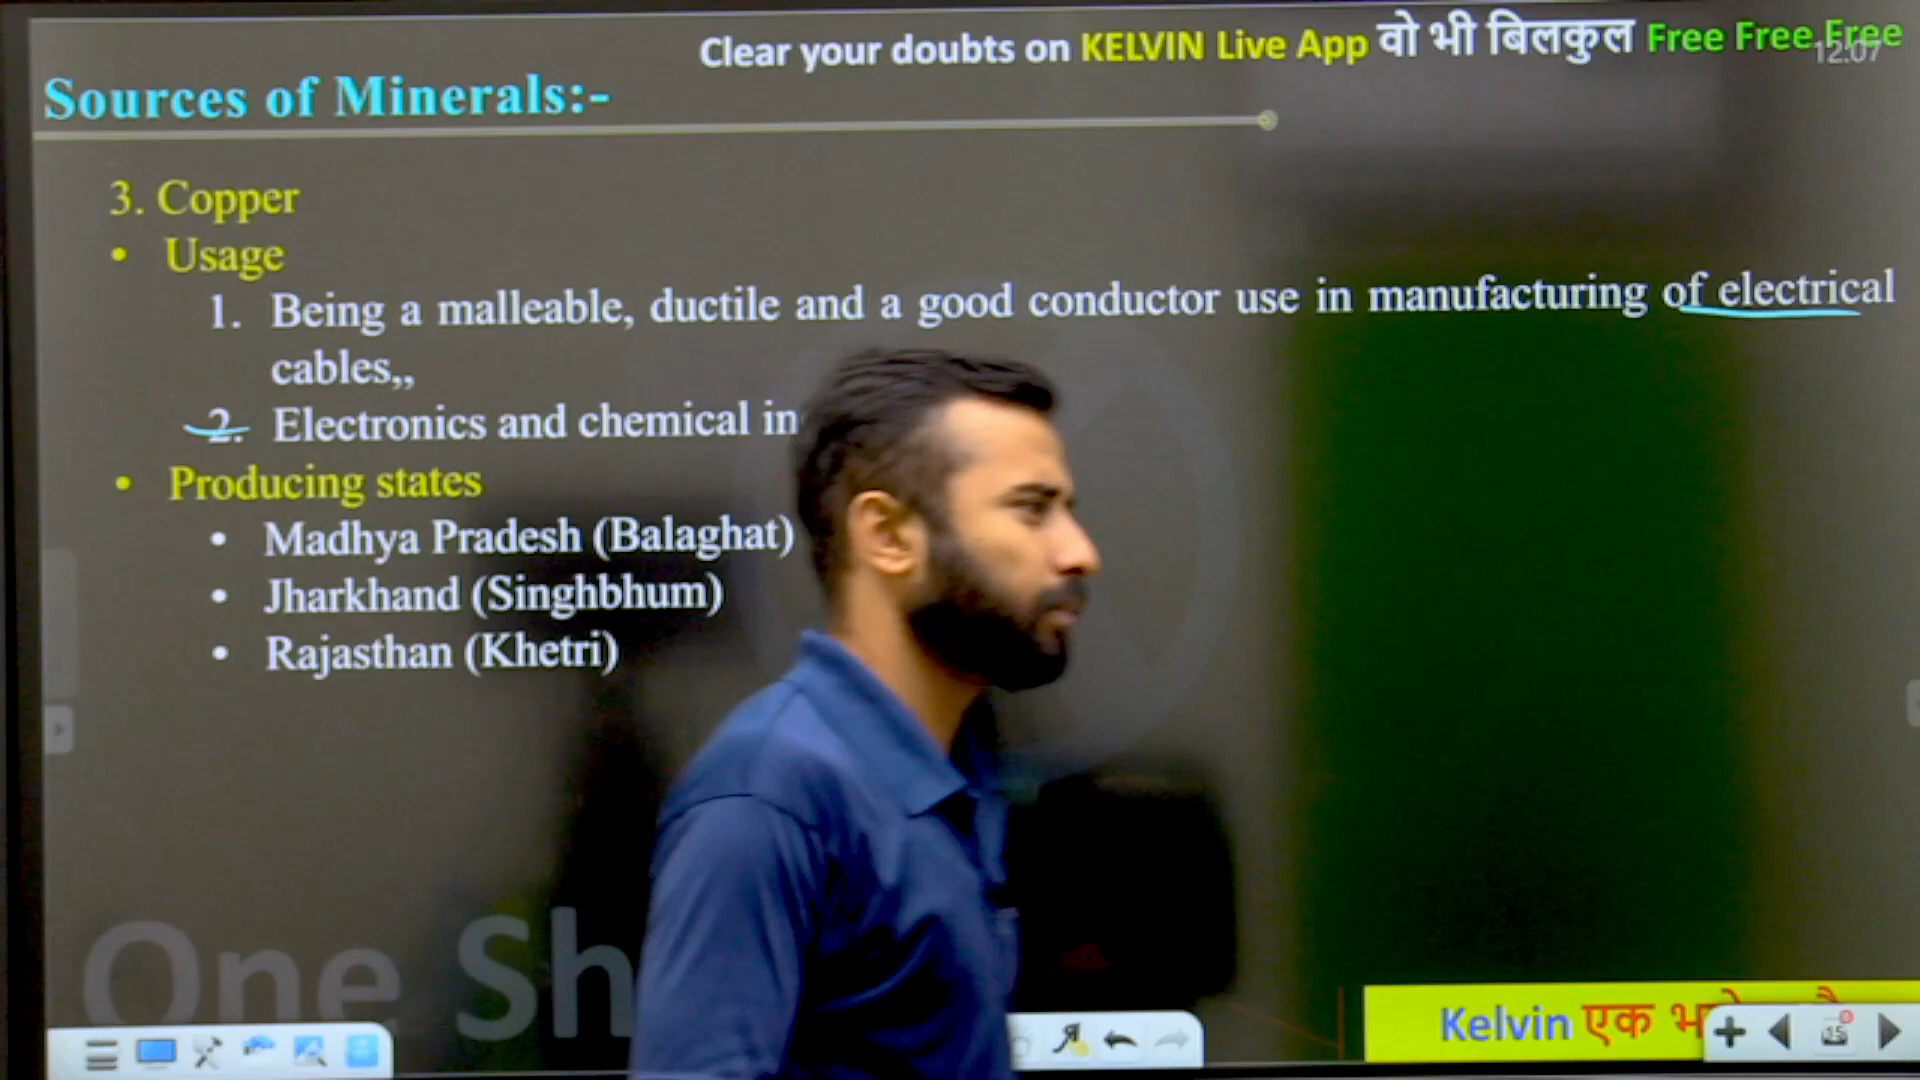 Clear your doubts on KELVIN Live App वो भी बिलकुल Free Free Free
12:07
Sources of Minerals:-
3. Copper
• Usage
1. Being a malleable, ductile and a good conductor use in manufacturing of electrical
cables,,
2. Electronics and chemical in
• Producing states
• Madhya Pradesh (Balaghat)
• Jharkhand (Singhbhum)
• Rajasthan (Khetri)
One Sh
Kelvin एक
15